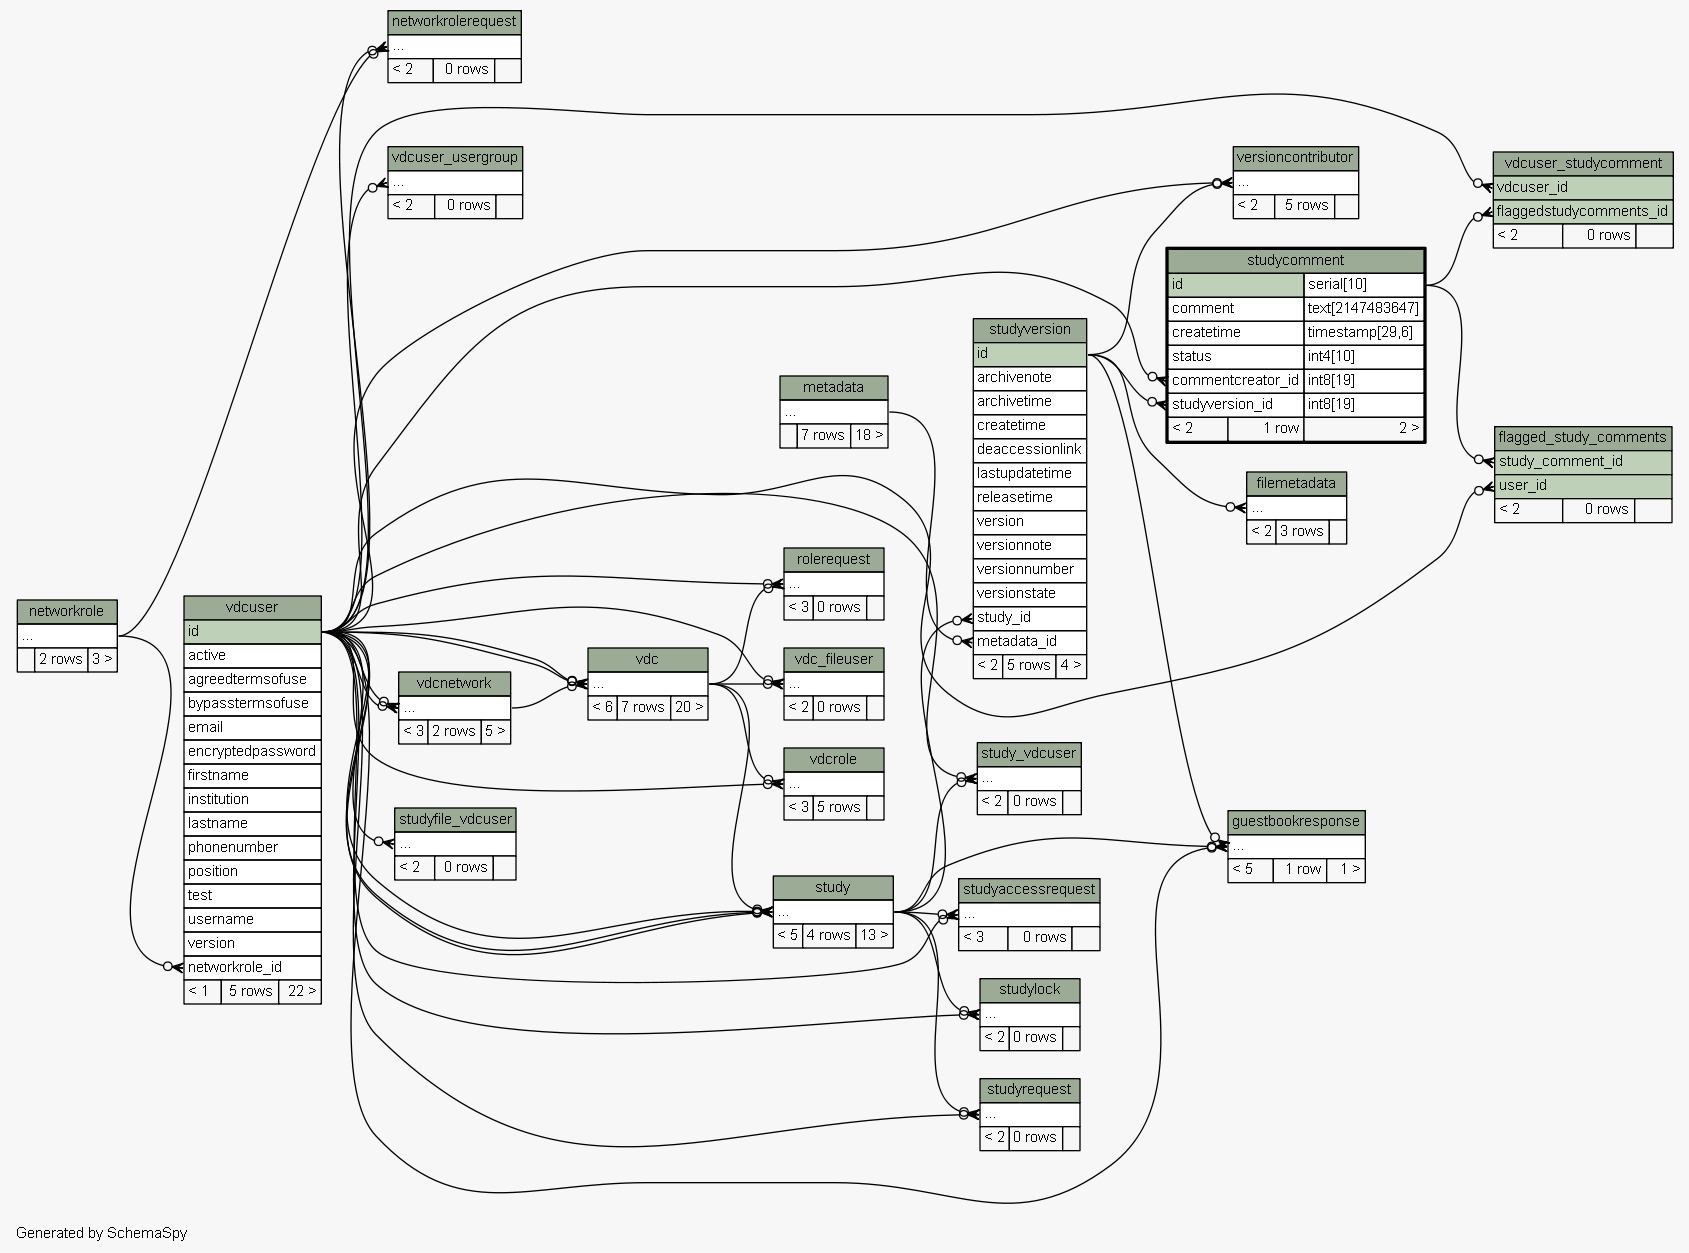 networkrolerequest
...
< 2 0 rows
vdcuser_usergroup
...
< 2 0 rows
versioncontributor
...
< 2 5 rows
vdcuser_studycomment
vdcuser_id
flaggedstudycomments_id
< 2 0 rows
studycomment
id serial[10]
comment text[2147483647]
createtime timestamp[29,6]
status int4[10]
commentcreator_id int8[19]
studyversion_id int8[19]
< 2 1 row 2 >
studyversion
id
archivenote
archivetime
createtime
deaccessionlink
lastupdatetime
releasetime
version
versionnote
versionnumber
versionstate
study_id
metadata_id
< 2 5 rows 4 >
metadata
...
7 rows 18 >
flagged_study_comments
study_comment_id
user_id
< 2 0 rows
filemetadata
...
< 2 3 rows
rolerequest
...
< 3 0 rows
networkrole
...
2 rows 3 >
vdcuser
id
active
agreedtermsofuse
bypasstermsofuse
email
encryptedpassword
firstname
institution
lastname
phonenumber
position
test
username
version
networkrole_id
< 1 5 rows 22 >
vdcnetwork
...
< 3 2 rows 5 >
vdc
...
< 6 7 rows 20 >
vdc_fileuser
...
< 2 0 rows
vdcrole
...
< 3 5 rows
study_vdcuser
...
< 2 0 rows
studyfile_vdcuser
...
< 2 0 rows
guestbookresponse
...
< 5 1 row 1 >
study
...
< 5 4 rows 13 >
studyaccessrequest
...
< 3 0 rows
studylock
...
< 2 0 rows
studyrequest
...
< 2 0 rows
Generated by SchemaSpy